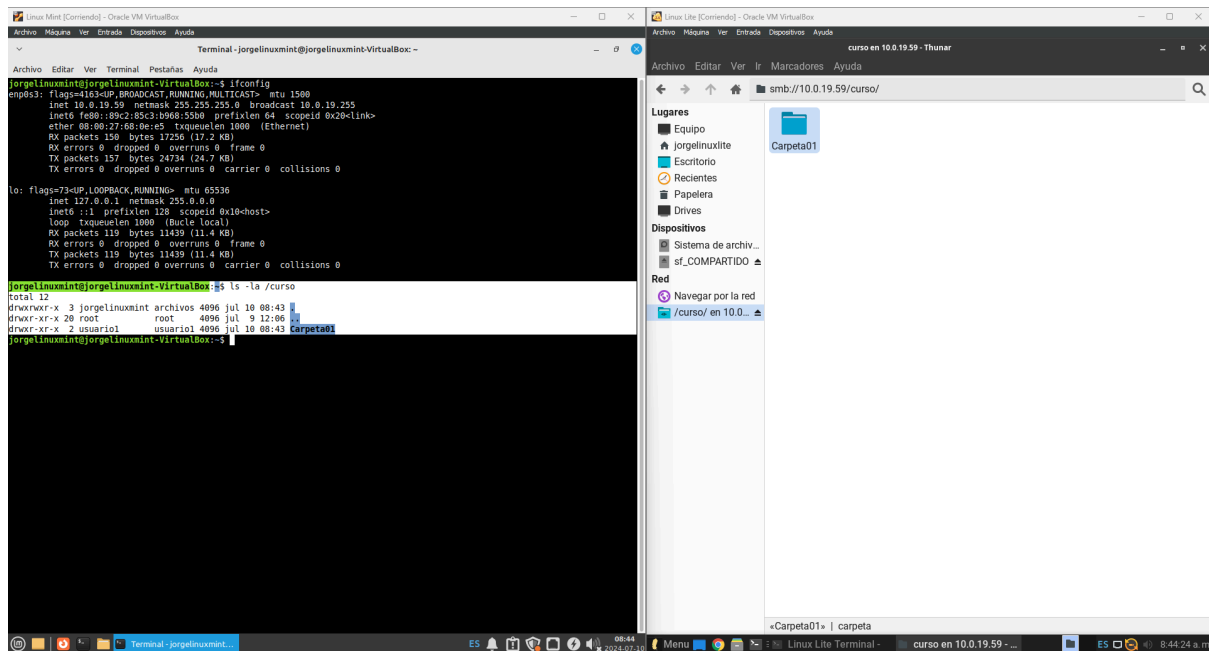 Linux Mint [Corriendo] - Oracle VM VirtualBox
Archivo Máquina Ver Entrada Dispositivos Ayuda
Terminal - jorgelinuxmint@jorgelinuxmint-VirtualBox: ~
Archivo Editar Ver Terminal Pestañas Ayuda
jorgelinuxmint@jorgelinuxmint-VirtualBox:~$ ifconfig
enp0s3: flags=4163<UP,BROADCAST,RUNNING,MULTICAST> mtu 1500
inet 10.0.19.59 netmask 255.255.255.0 broadcast 10.0.19.255
inet6 fe80::89c2:85c3:b968:55b0 prefixlen 64 scopeid 0x20<link>
ether 08:00:27:68:0e:e5 txqueuelen 1000 (Ethernet)
RX packets 150 bytes 17256 (17.2 KB)
RX errors 0 dropped 0 overruns 0 frame 0
TX packets 157 bytes 24734 (24.7 KB)
TX errors 0 dropped 0 overruns 0 carrier 0 collisions 0
lo: flags=73<UP,LOOPBACK,RUNNING> mtu 65536
inet 127.0.0.1 netmask 255.0.0.0
inet6 ::1 prefixlen 128 scopeid 0x10<host>
loop txqueuelen 1000 (Bucle local)
RX packets 119 bytes 11439 (11.4 KB)
RX errors 0 dropped 0 overruns 0 frame 0
TX packets 119 bytes 11439 (11.4 KB)
TX errors 0 dropped 0 overruns 0 carrier 0 collisions 0
jorgelinuxmint@jorgelinuxmint-VirtualBox:~$ ls -la /curso
total 12
drwxrwxr-x 3 jorgelinuxmint archivos 4096 jul 10 08:43 .
drwxr-xr-x 20 root root 4096 jul 9 12:06 ..
drwxr-xr-x 2 usuario1 usuario1 4096 jul 10 08:43 Carpeta01
jorgelinuxmint@jorgelinuxmint-VirtualBox:~$
Terminal - jorgelinuxmint...
ES
08:44
2024-07-10
Linux Lite [Corriendo] - Oracle VM VirtualBox
Archivo Máquina Ver Entrada Dispositivos Ayuda
curso en 10.0.19.59 - Thunar
Archivo Editar Ver Ir Marcadores Ayuda
smb://10.0.19.59/curso/
Lugares
Equipo
jorgelinuxlite
Escritorio
Recientes
Papelera
Drives
Dispositivos
Sistema de archiv...
sf_COMPARTIDO
Red
Navegar por la red
/curso/ en 10.0...
Carpeta01
«Carpeta01» | carpeta
Menu
Linux Lite Terminal -
curso en 10.0.19.59 - ...
ES
8:44:24 a. m